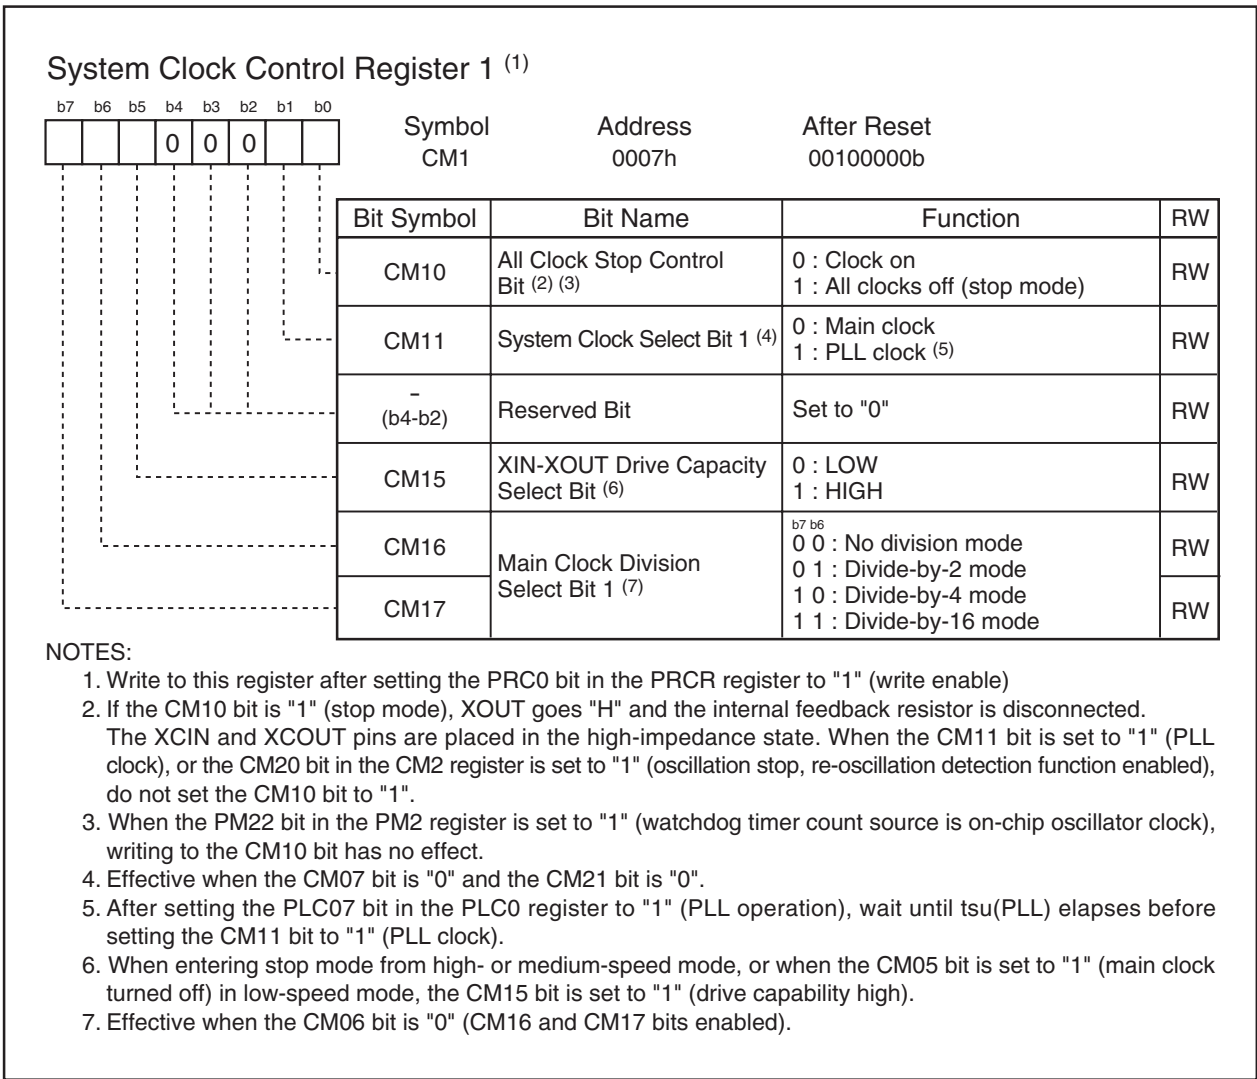 System Clock Control Register 1 (1)
b7 b6 b5 b4 b3 b2 b1 b0
0 0 0
Symbol Address After Reset
CM1 0007h 00100000b
Bit Symbol Bit Name Function RW
CM10 All Clock Stop Control Bit (2) (3) 0 : Clock on RW
1 : All clocks off (stop mode)
CM11 System Clock Select Bit 1 (4) 0 : Main clock RW
1 : PLL clock (5)
– (b4-b2) Reserved Bit Set to "0" RW
CM15 XIN-XOUT Drive Capacity Select Bit (6) 0 : LOW RW
1 : HIGH
CM16 Main Clock Division Select Bit 1 (7) b7 b6 RW
0 0 : No division mode
0 1 : Divide-by-2 mode
CM17 1 0 : Divide-by-4 mode RW
1 1 : Divide-by-16 mode
NOTES:
1. Write to this register after setting the PRC0 bit in the PRCR register to "1" (write enable)
2. If the CM10 bit is "1" (stop mode), XOUT goes "H" and the internal feedback resistor is disconnected.
The XCIN and XCOUT pins are placed in the high-impedance state. When the CM11 bit is set to "1" (PLL
clock), or the CM20 bit in the CM2 register is set to "1" (oscillation stop, re-oscillation detection function enabled),
do not set the CM10 bit to "1".
3. When the PM22 bit in the PM2 register is set to "1" (watchdog timer count source is on-chip oscillator clock),
writing to the CM10 bit has no effect.
4. Effective when the CM07 bit is "0" and the CM21 bit is "0".
5. After setting the PLC07 bit in the PLC0 register to "1" (PLL operation), wait until tsu(PLL) elapses before
setting the CM11 bit to "1" (PLL clock).
6. When entering stop mode from high- or medium-speed mode, or when the CM05 bit is set to "1" (main clock
turned off) in low-speed mode, the CM15 bit is set to "1" (drive capability high).
7. Effective when the CM06 bit is "0" (CM16 and CM17 bits enabled).